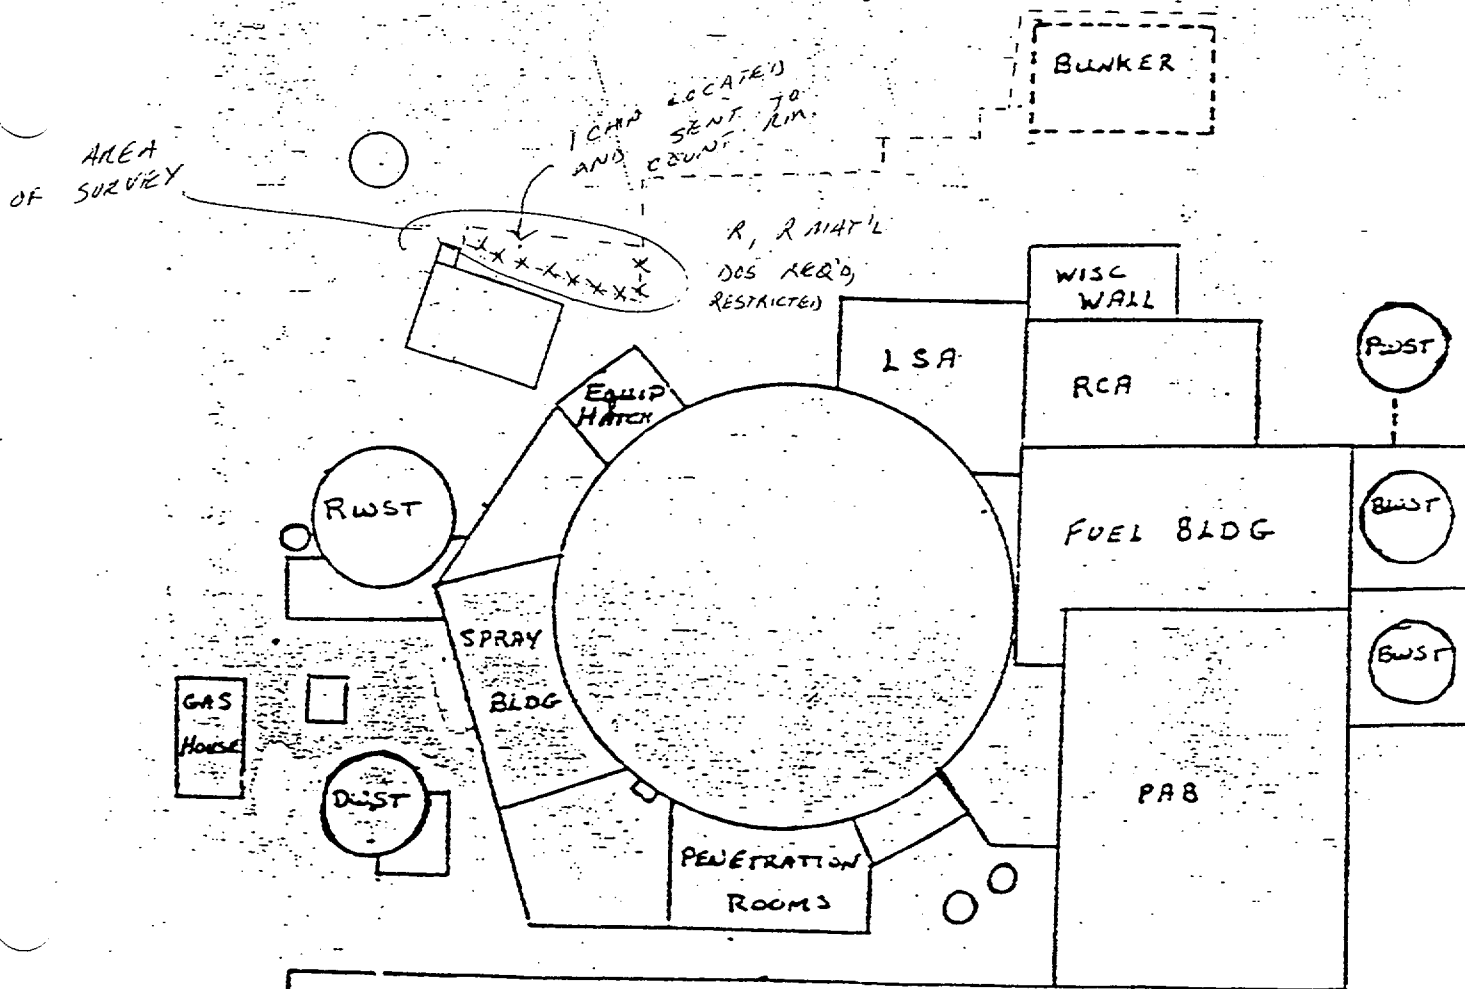 BUNKER
1 CHIP LOCATED
AND SENT TO
COUNT RM.
AREA
OF SURVEY
R, R MAT'L
DOS REQ'D,
RESTRICTED
X X X X X X X X X X
WISC
WALL
LSA
RCA
PWST
EQUIP
HATCH
RWST
FUEL BLDG
BWST
SPRAY
BLDG
BWST
GAS
HOUSE
DWST
PAB
PENETRATION
ROOMS